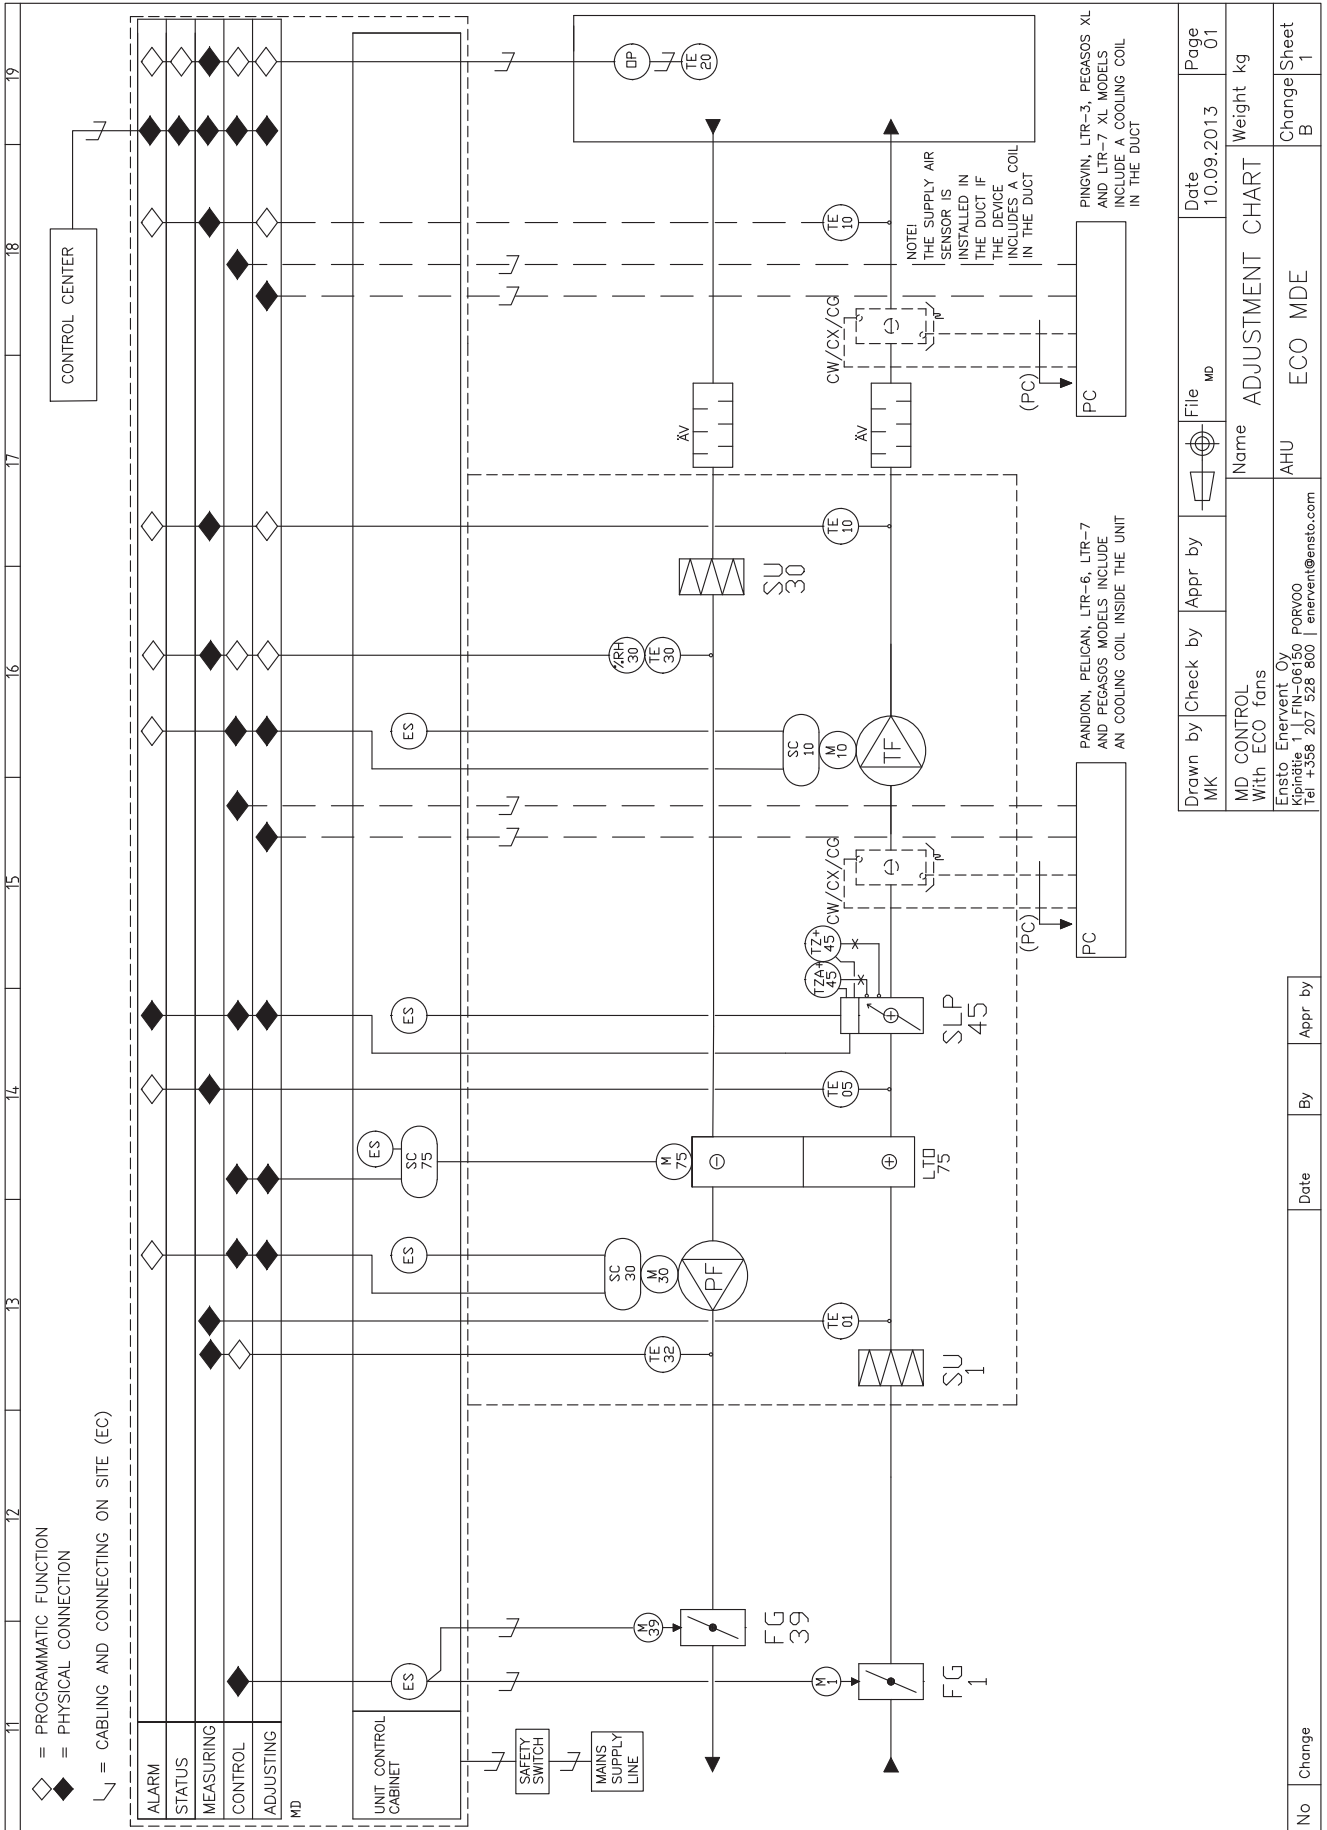 11 12 13 14 15 16 17 18 19
= PROGRAMMATIC FUNCTION
= PHYSICAL CONNECTION
= CABLING AND CONNECTING ON SITE (EC)
CONTROL CENTER
ALARM
STATUS
MEASURING
CONTROL
ADJUSTING
MD
UNIT CONTROL
CABINET
ES
ES
ES
SC
75
ES
ES
SAFETY
SWITCH
MAINS
SUPPLY
LINE
M
39
FG
39
M
1
FG
1
TE
32
SC
30
M
30
PF
TE
01
SU
1
M
75
LTO
75
TE
05
TZA+
45
TZ+
45
SLP
45
CW/CX/CG
(PC)
PC
SC
10
M
10
TF
%RH
30
TE
30
SU
30
TE
10
ÄV
ÄV
CW/CX/CG
(PC)
PC
TE
10
OP
TE
20
NOTE!
THE SUPPLY AIR
SENSOR IS
INSTALLED IN
THE DUCT IF
THE DEVICE
INCLUDES A COIL
IN THE DUCT
PANDION, PELICAN, LTR-6, LTR-7
AND PEGASOS MODELS INCLUDE
AN COOLING COIL INSIDE THE UNIT
PINGVIN, LTR-3, PEGASOS XL
AND LTR-7 XL MODELS
INCLUDE A COOLING COIL
IN THE DUCT
Drawn by
MK
Check by
Appr by
File
MD
Date
10.09.2013
Page
01
MD CONTROL
With ECO fans
Name
ADJUSTMENT CHART
Weight kg
Ensto Enervent Oy
Kipinätie 1 | FIN-06150 PORVOO
Tel +358 207 528 800 | enervent@ensto.com
AHU
ECO MDE
Change
B
Sheet
1
No Change Date By Appr by